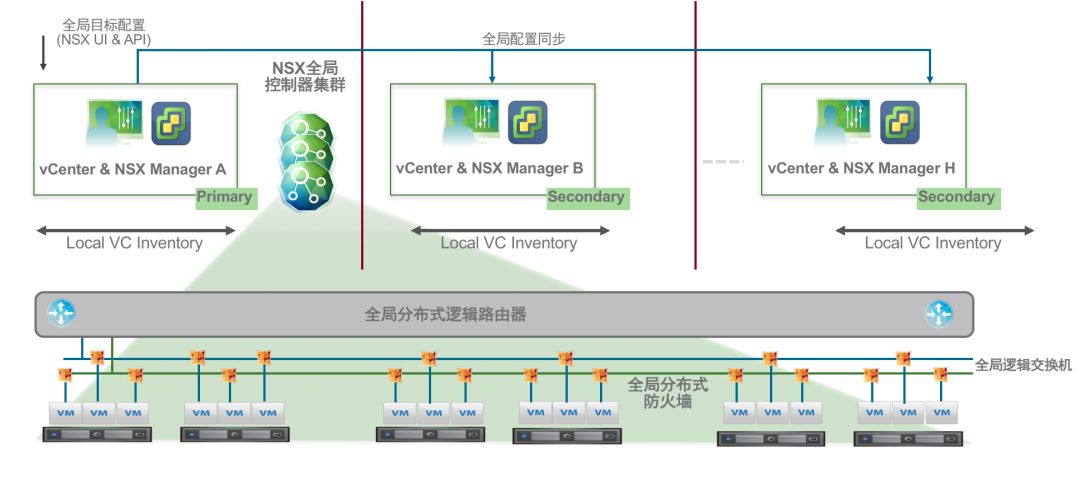 全局目标配置
(NSX UI & API)
全局配置同步
NSX全局
控制器集群
vCenter & NSX Manager A
Primary
vCenter & NSX Manager B
Secondary
vCenter & NSX Manager H
Secondary
Local VC Inventory
Local VC Inventory
Local VC Inventory
全局分布式逻辑路由器
全局逻辑交换机
全局分布式
防火墙
VM VM VM
VM VM VM
VM VM VM
VM VM VM
VM VM VM
VM VM VM